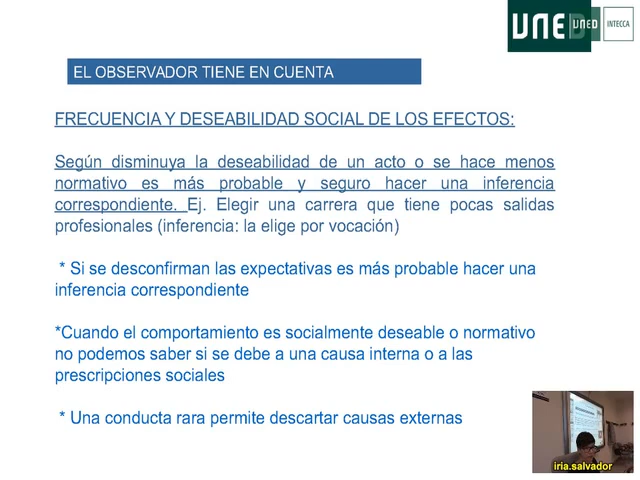 UNED
UNED
INTECCA
EL OBSERVADOR TIENE EN CUENTA
FRECUENCIA Y DESEABILIDAD SOCIAL DE LOS EFECTOS:
Según disminuya la deseabilidad de un acto o se hace menos
normativo es más probable y seguro hacer una inferencia
correspondiente. Ej. Elegir una carrera que tiene pocas salidas
profesionales (inferencia: la elige por vocación)
* Si se desconfirman las expectativas es más probable hacer una
inferencia correspondiente
*Cuando el comportamiento es socialmente deseable o normativo
no podemos saber si se debe a una causa interna o a las
prescripciones sociales
* Una conducta rara permite descartar causas externas
iria.salvador